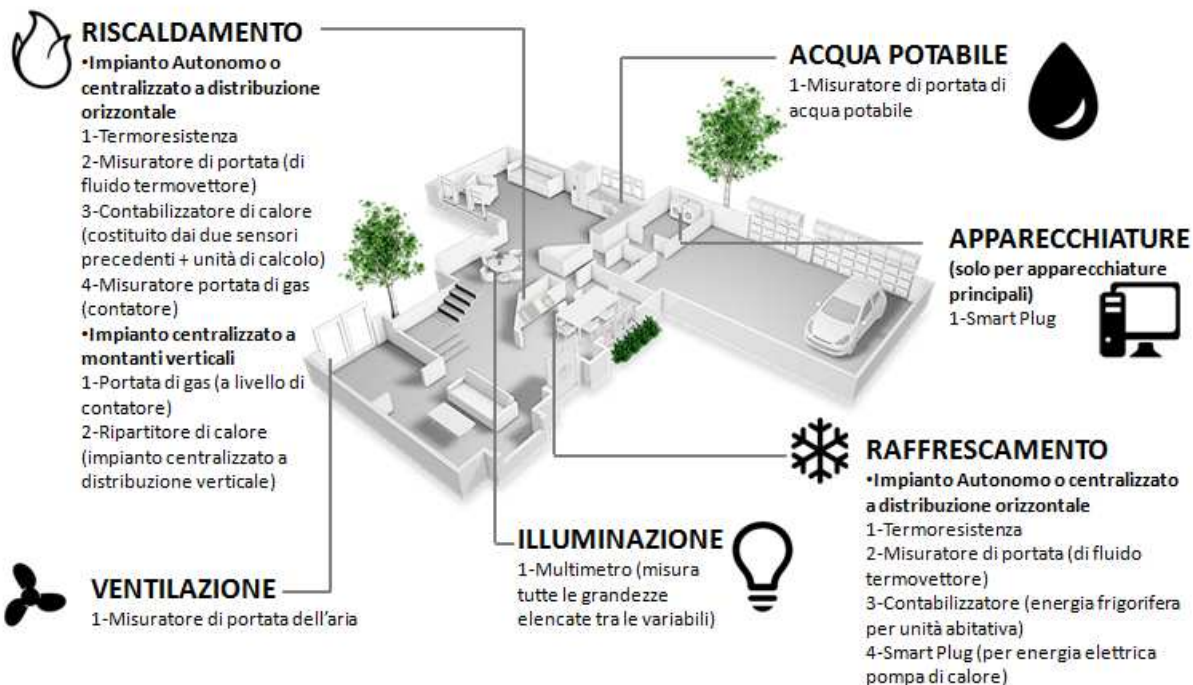 RISCALDAMENTO
•Impianto Autonomo o
centralizzato a distribuzione
orizzontale
1-Termoresistenza
2-Misuratore di portata (di
fluido termovettore)
3-Contabilizzatore di calore
(costituito dai due sensori
precedenti + unità di calcolo)
4-Misuratore portata di gas
(contatore)
•Impianto centralizzato a
montanti verticali
1-Portata di gas (a livello di
contatore)
2-Ripartitore di calore
(impianto centralizzato a
distribuzione verticale)
ACQUA POTABILE
1-Misuratore di portata di
acqua potabile
APPARECCHIATURE
(solo per apparecchiature
principali)
1-Smart Plug
RAFFRESCAMENTO
•Impianto Autonomo o centralizzato
a distribuzione orizzontale
1-Termoresistenza
2-Misuratore di portata (di fluido
termovettore)
3-Contabilizzatore (energia frigorifera
per unità abitativa)
4-Smart Plug (per energia elettrica
pompa di calore)
ILLUMINAZIONE
1-Multimetro (misura
tutte le grandezze
elencate tra le variabili)
VENTILAZIONE
1-Misuratore di portata dell'aria